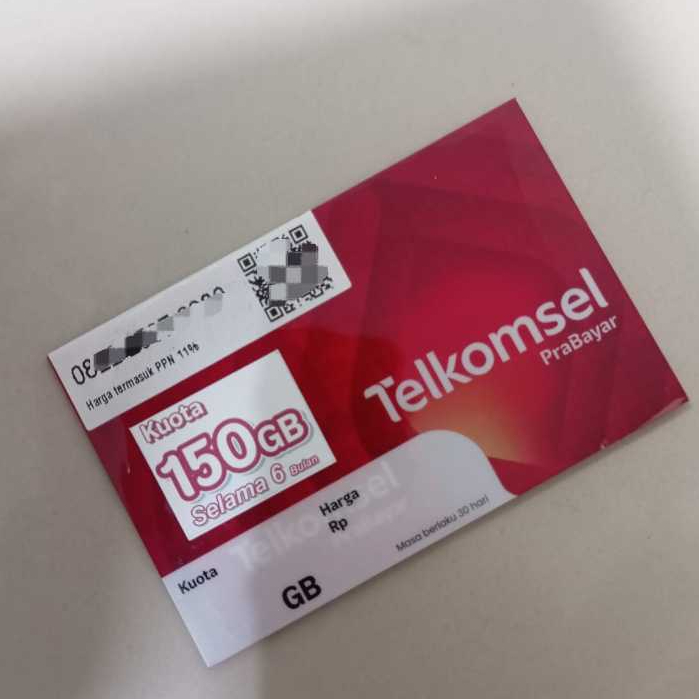 Harga termasuk PPN 11%
Kuota
150GB
Selama 6 Bulan
Telkomsel
PraBayar
Telkomsel
Harga
Rp
Masa berlaku 30 hari
Kuota
GB